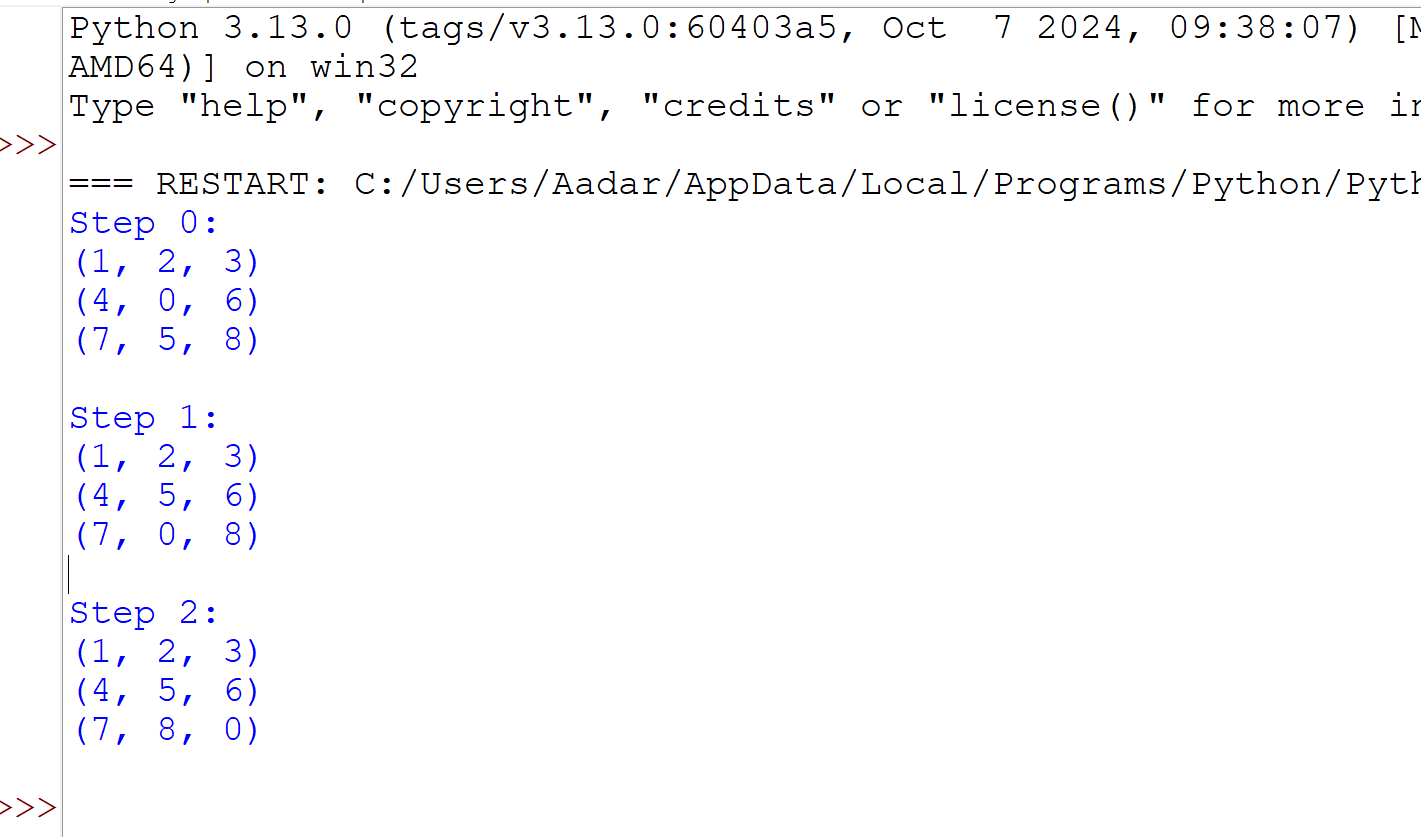 Python 3.13.0 (tags/v3.13.0:60403a5, Oct  7 2024, 09:38:07) [
AMD64)] on win32
Type "help", "copyright", "credits" or "license()" for more
>>>
=== RESTART: C:/Users/Aadar/AppData/Local/Programs/Python/
Step 0:
(1, 2, 3)
(4, 0, 6)
(7, 5, 8)
Step 1:
(1, 2, 3)
(4, 5, 6)
(7, 0, 8)
Step 2:
(1, 2, 3)
(4, 5, 6)
(7, 8, 0)
>>>